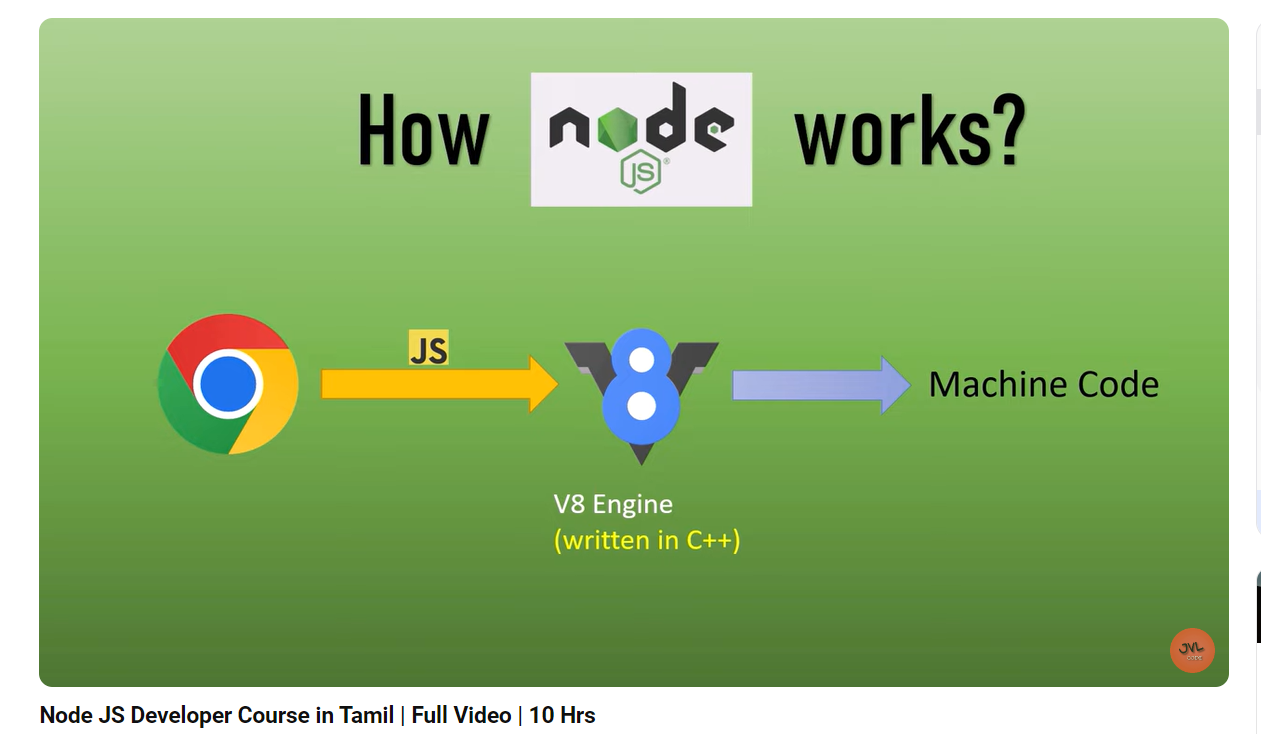 How node JS® works?
JS
V8 Engine
(written in C++)
Machine Code
JVL
code
Node JS Developer Course in Tamil | Full Video | 10 Hrs